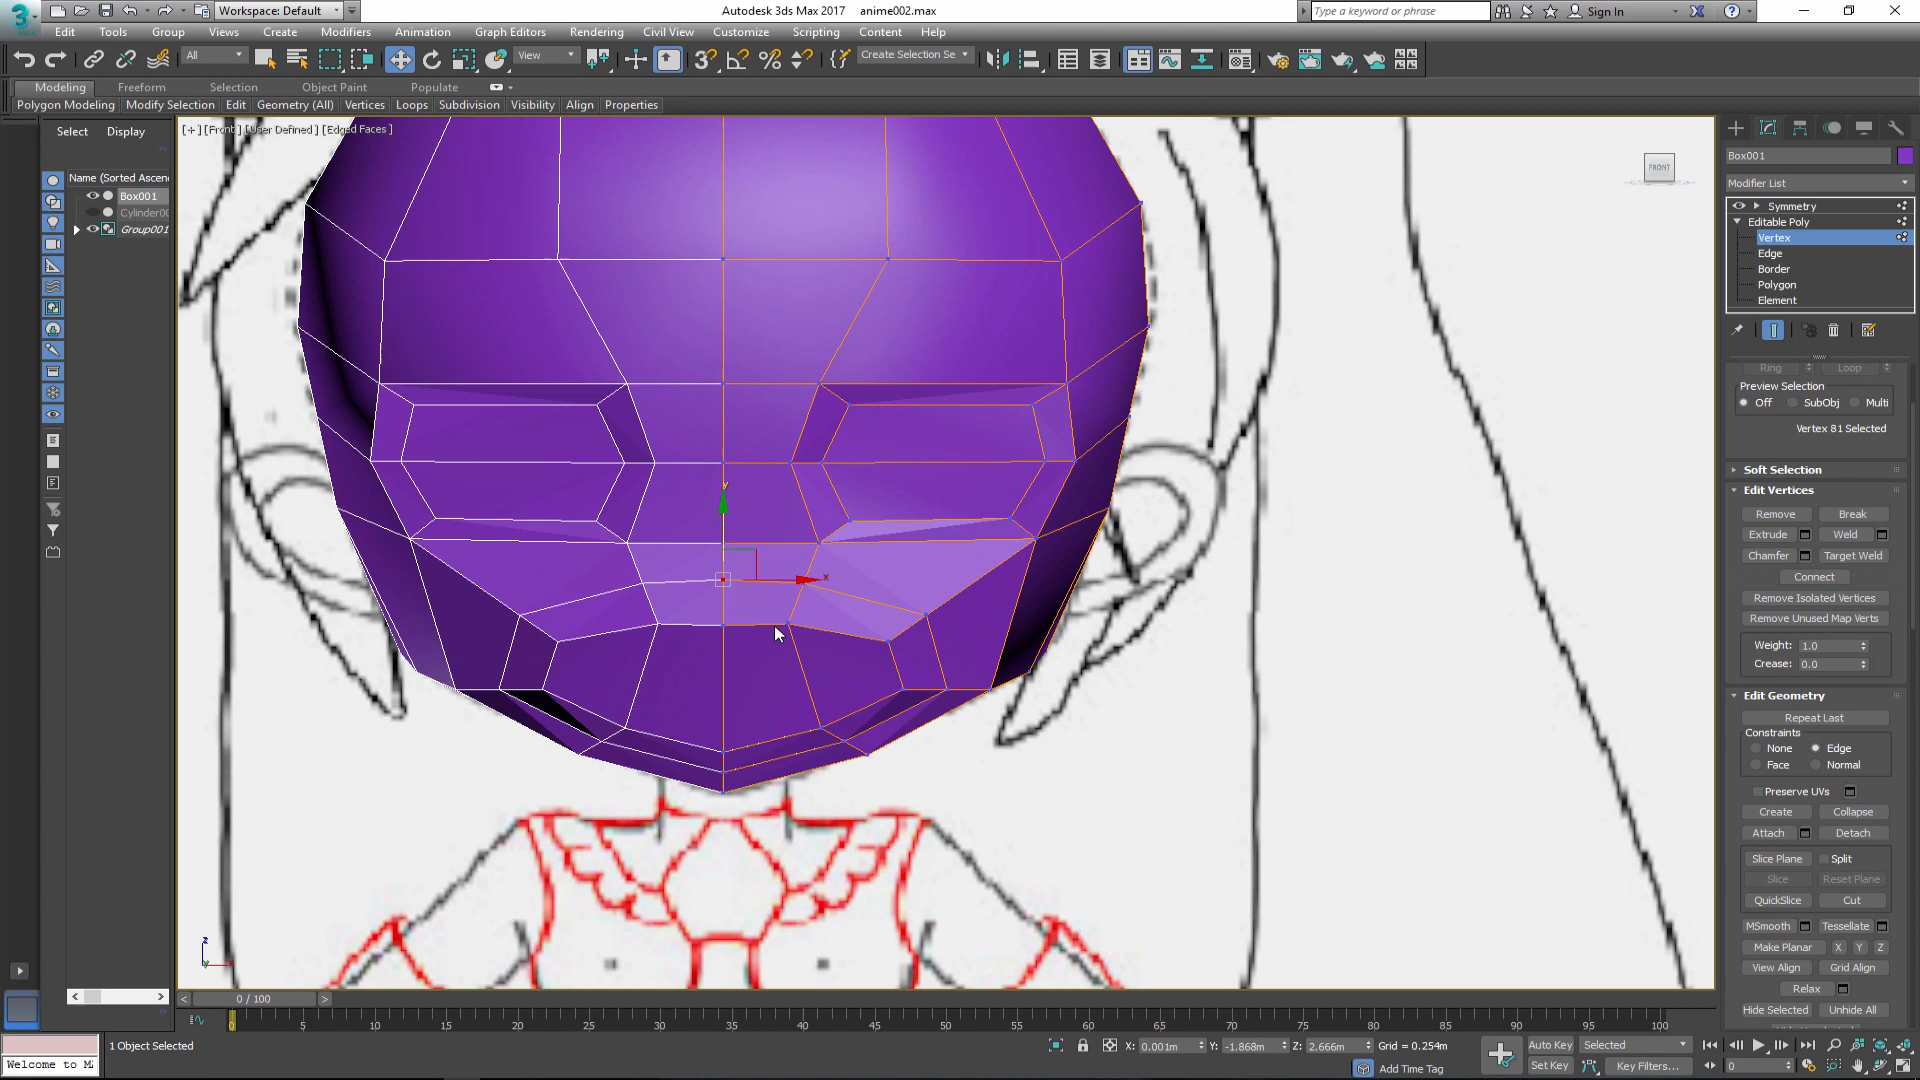 Workspace: Default
Autodesk 3ds Max 2017 anime002.max
Type a keyword or phrase
Sign In
Edit Tools Group Views Create Modifiers Animation Graph Editors Rendering Civil View Customize Scripting Content Help
All
View
Create Selection Se
Modeling Freeform Selection Object Paint Populate
Polygon Modeling Modify Selection Edit Geometry (All) Vertices Loops Subdivision Visibility Align Properties
Select Display
Name (Sorted Ascen
Box001
Cylinder00
Group001
[+] [Front ] [User Defined ] [Edged Faces ]
FRONT
y
x
z
Box001
Modifier List
Symmetry
Editable Poly
Vertex
Edge
Border
Polygon
Element
Ring Loop
Preview Selection
Off SubObj Multi
Vertex 81 Selected
Soft Selection
Edit Vertices
Remove Break
Extrude Weld
Chamfer Target Weld
Connect
Remove Isolated Vertices
Remove Unused Map Verts
Weight: 1.0
Crease: 0.0
Edit Geometry
Repeat Last
Constraints
None Edge
Face Normal
Preserve UVs
Create Collapse
Attach Detach
Slice Plane Split
Slice Reset Plane
QuickSlice Cut
MSmooth Tessellate
Make Planar X Y Z
View Align Grid Align
Relax
Hide Selected Unhide All
0 / 100
0 5 10 15 20 25 30 35 40 45 50 55 60 65 70 75 80 85 90 95 100
1 Object Selected
X: 0.001m Y: -1.868m Z: 2.666m Grid = 0.254m
Auto Key Selected
Welcome to M
Add Time Tag
Set Key Key Filters...
0